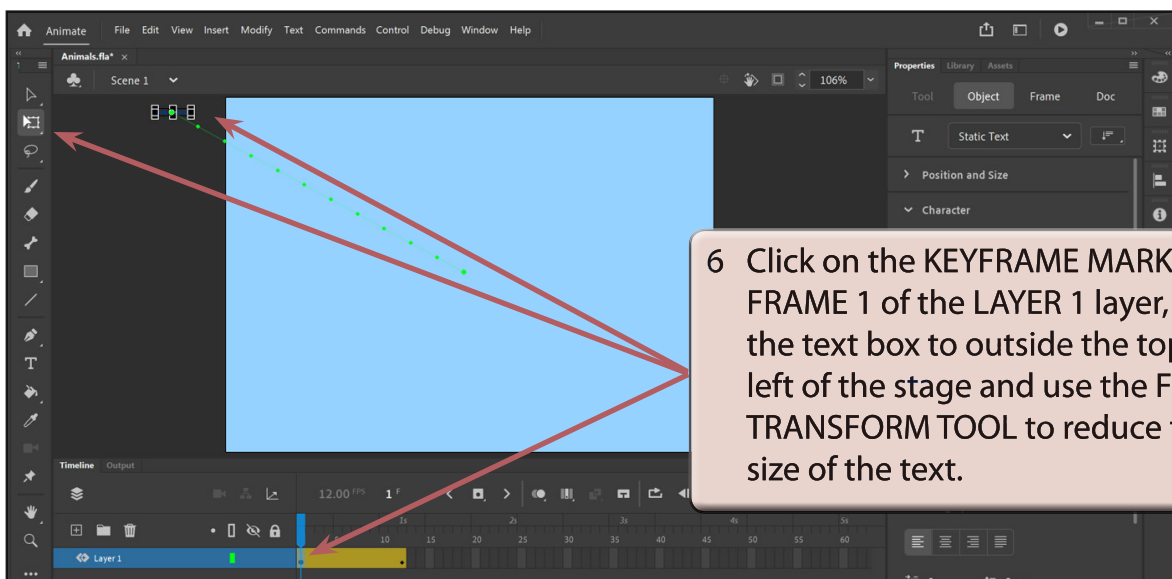 Animate File Edit View Insert Modify Text Commands Control Debug Window Help
Animals.fla* ×
Scene 1
106%
Properties Library Assets
Tool Object Frame Doc
T Static Text
Position and Size
Character
6 Click on the KEYFRAME MARK
FRAME 1 of the LAYER 1 layer,
the text box to outside the top
left of the stage and use the F
TRANSFORM TOOL to reduce
size of the text.
Timeline Output
12.00 FPS 1 F
1s 2s 3s 4s 5s
5 10 15 20 25 30 35 40 45 50 55 60
Layer 1